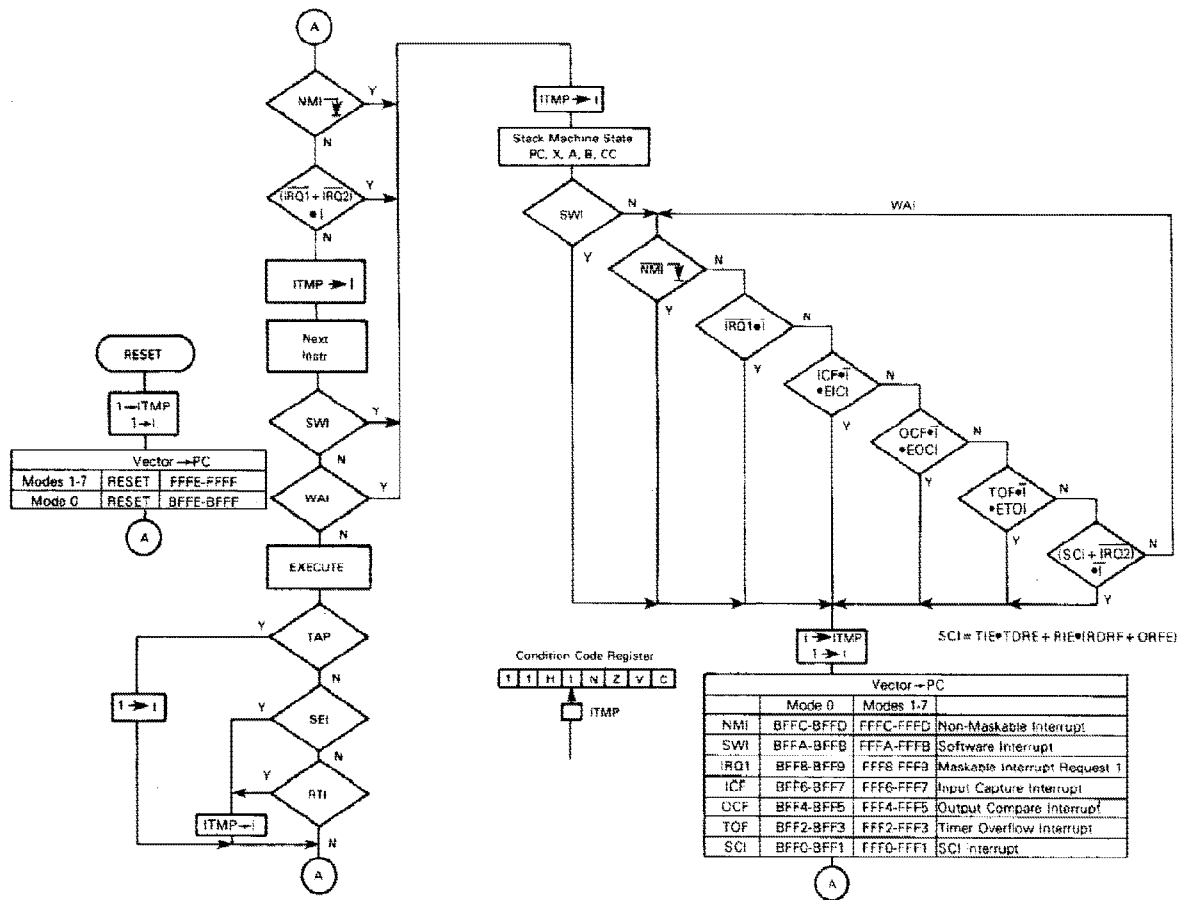 A
NMI
Y
N
(IRQ1 + IRQ2)
• I
Y
N
ITMP → I
Next
Instr
SWI
Y
N
WAI
Y
N
EXECUTE
TAP
Y
N
1 → I
SEI
Y
N
RTI
Y
N
ITMP → I
A
RESET
1 → ITMP
1 → I
Vector → PC
Modes 1-7 RESET FFFE-FFFF
Mode 0 RESET BFFE-BFFF
A
ITMP → I
Stack Machine State
PC, X, A, B, CC
SWI
N
Y
WAI
NMI
N
Y
IRQ1•I
N
Y
ICF•I
•EICI
N
Y
OCF•I
•EOCI
N
Y
TOF•I
•ETOI
N
Y
(SCI + IRQ2)
•I
N
Y
1 → ITMP
1 → I
SCI = TIE•TDRE + RIE•(RDRF + ORFE)
Condition Code Register
1 1 H I N Z V C
ITMP
Vector → PC
Mode 0 Modes 1-7
NMI BFFC-BFFD FFFC-FFFD Non-Maskable Interrupt
SWI BFFA-BFFB FFFA-FFFB Software Interrupt
IRQ1 BFF8-BFF9 FFF8-FFF9 Maskable Interrupt Request 1
ICF BFF6-BFF7 FFF6-FFF7 Input Capture Interrupt
OCF BFF4-BFF5 FFF4-FFF5 Output Compare Interrupt
TOF BFF2-BFF3 FFF2-FFF3 Timer Overflow Interrupt
SCI BFF0-BFF1 FFF0-FFF1 SCI Interrupt
A